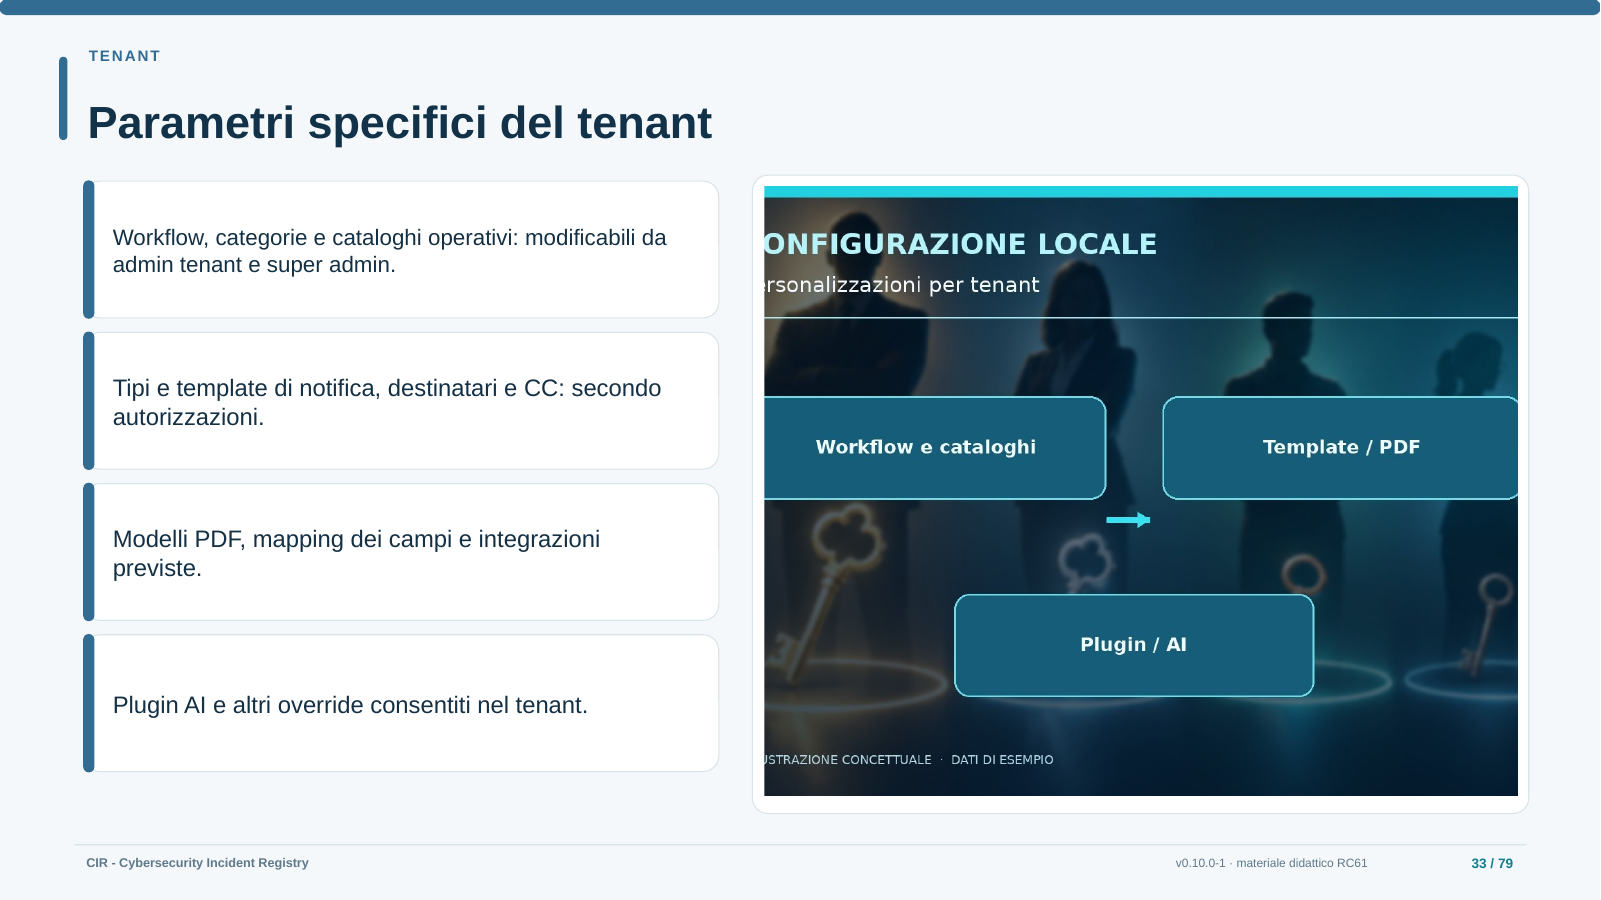 TENANT
Parametri specifici del tenant
Workflow, categorie e cataloghi operativi: modificabili da
admin tenant e super admin.
Tipi e template di notifica, destinatari e CC: secondo
autorizzazioni.
Modelli PDF, mapping dei campi e integrazioni
previste.
Plugin AI e altri override consentiti nel tenant.
ONFIGURAZIONE LOCALE
ersonalizzazioni per tenant
Workflow e cataloghi
Template / PDF
Plugin / AI
USTRAZIONE CONCETTUALE · DATI DI ESEMPIO
CIR - Cybersecurity Incident Registry
v0.10.0-1 · materiale didattico RC61
33 / 79